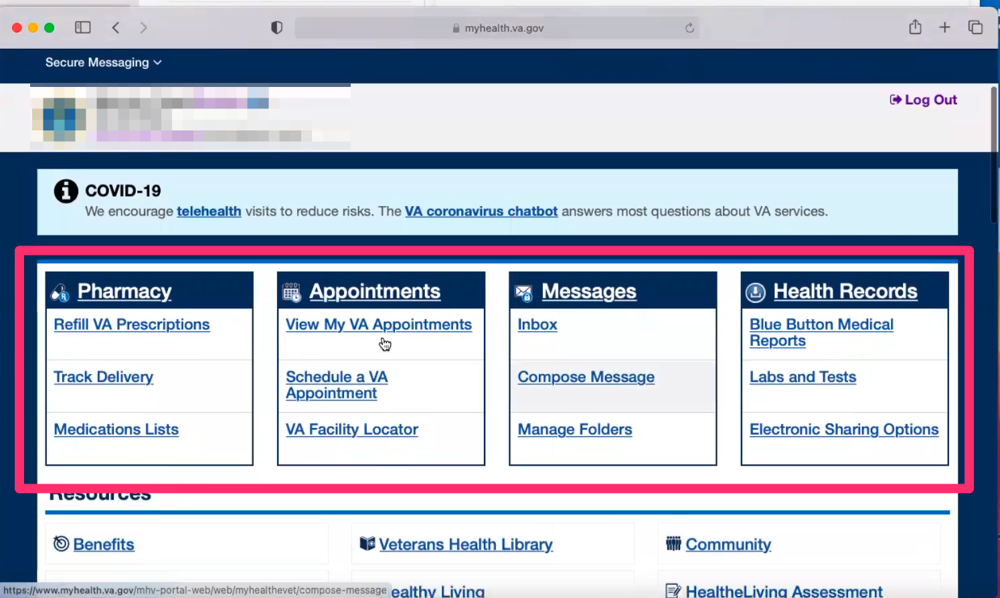 myhealth.va.gov
Secure Messaging
Log Out
COVID-19
We encourage telehealth visits to reduce risks. The VA coronavirus chatbot answers most questions about VA services.
Pharmacy
Refill VA Prescriptions
Track Delivery
Medications Lists
Appointments
View My VA Appointments
Schedule a VA
Appointment
VA Facility Locator
Messages
Inbox
Compose Message
Manage Folders
Health Records
Blue Button Medical
Reports
Labs and Tests
Electronic Sharing Options
Resources
Benefits
Veterans Health Library
Community
https://www.myhealth.va.gov/mhv-portal-web/web/myhealthevet/compose-message
ealthy Living
HealtheLiving Assessment